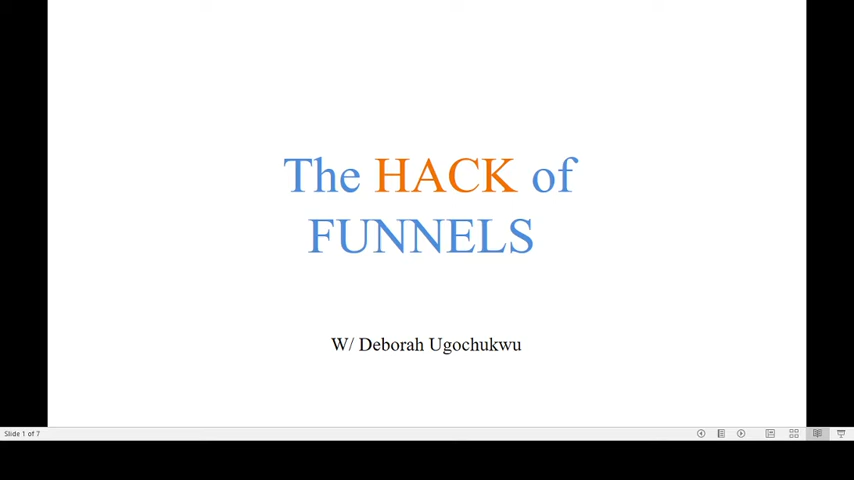 The HACK of
FUNNELS
W/ Deborah Ugochukwu
Slide 1 of 7